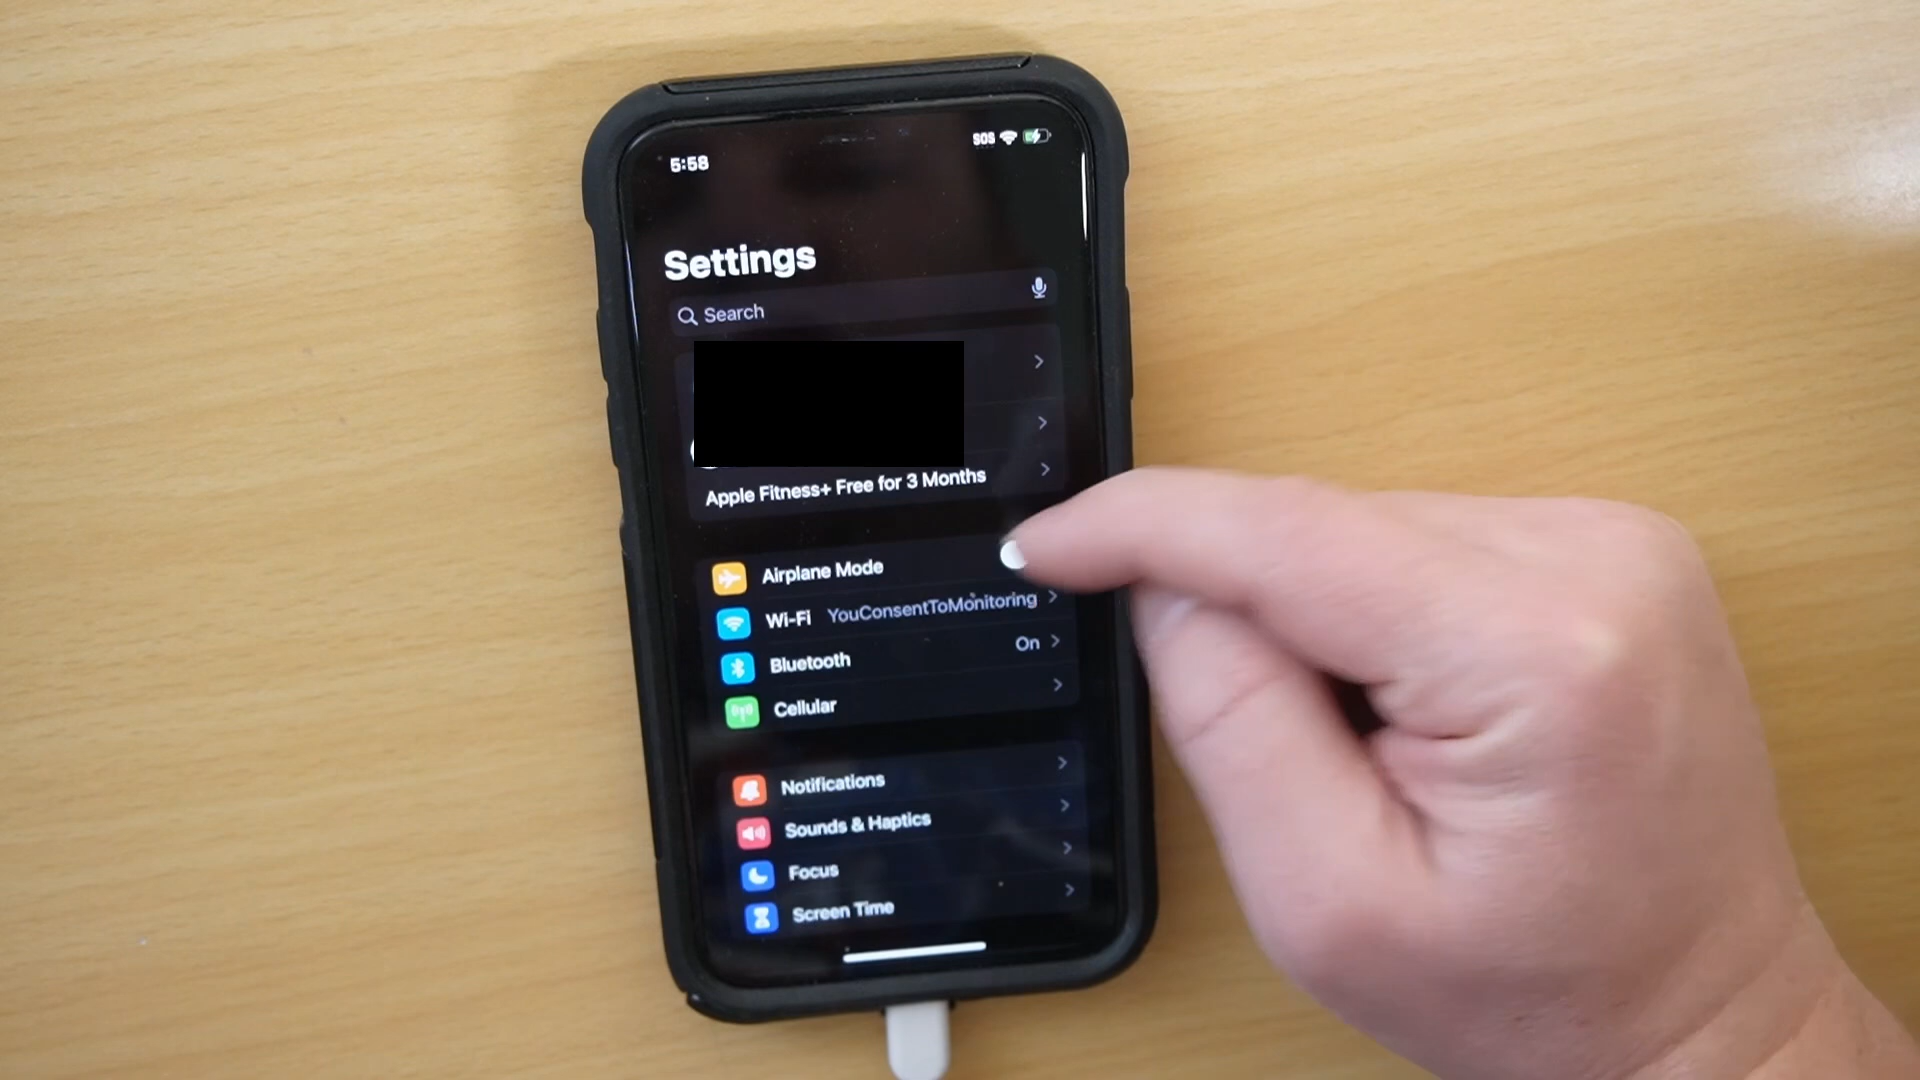 5:58
SOS
Settings
Search
Apple Fitness+ Free for 3 Months
Airplane Mode
Wi-Fi YouConsentToMonitoring
Bluetooth On
Cellular
Notifications
Sounds & Haptics
Focus
Screen Time